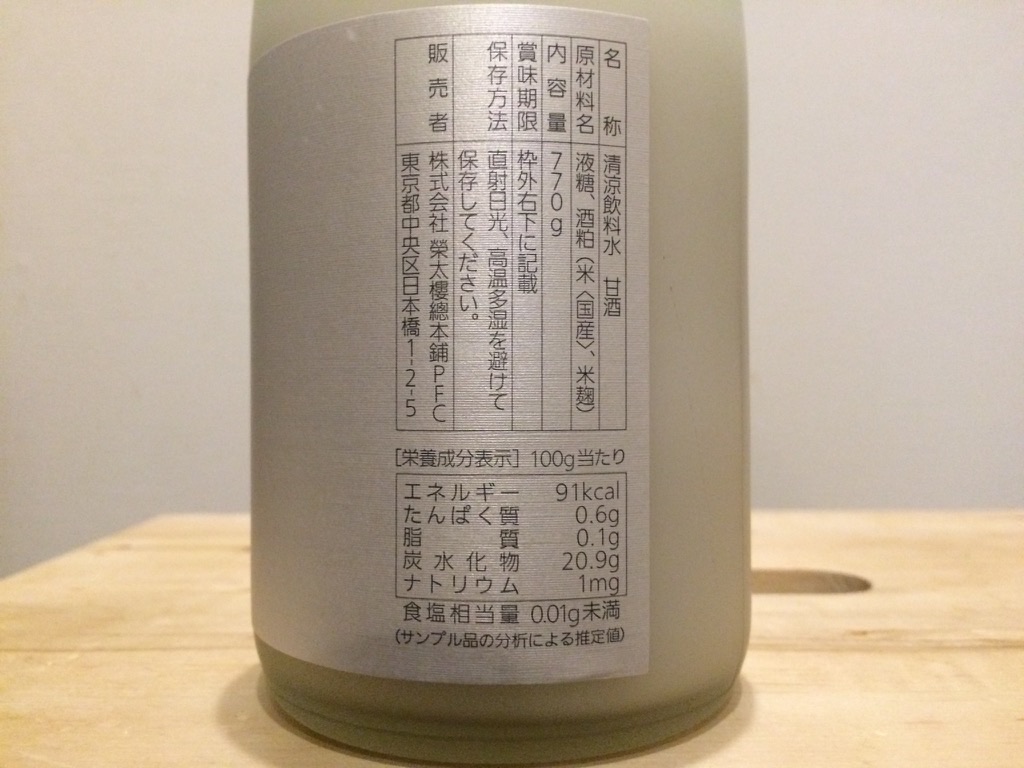 名称 清涼飲料水 甘酒
原材料名 液糖、酒粕（米〈国産〉、米麹）
内容量 770g
賞味期限 枠外右下に記載
保存方法 直射日光、高温多湿を避けて
保存してください。
販売者 株式会社 榮太樓總本鋪PFC
東京都中央区日本橋1-2-5
[栄養成分表示] 100g当たり
エネルギー 91kcal
たんぱく質 0.6g
脂質 0.1g
炭水化物 20.9g
ナトリウム 1mg
食塩相当量 0.01g未満
(サンプル品の分析による推定値)